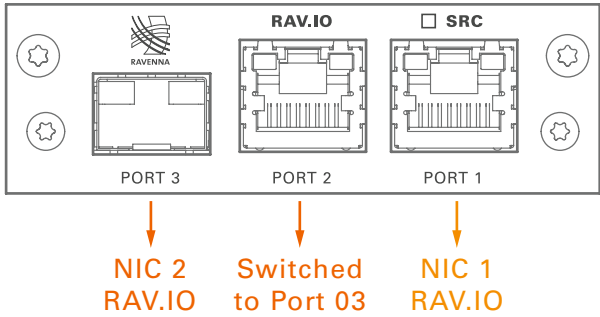 RAV.IO
SRC
RAVENNA
PORT 3
PORT 2
PORT 1
NIC 2
RAV.IO
Switched
to Port 03
NIC 1
RAV.IO